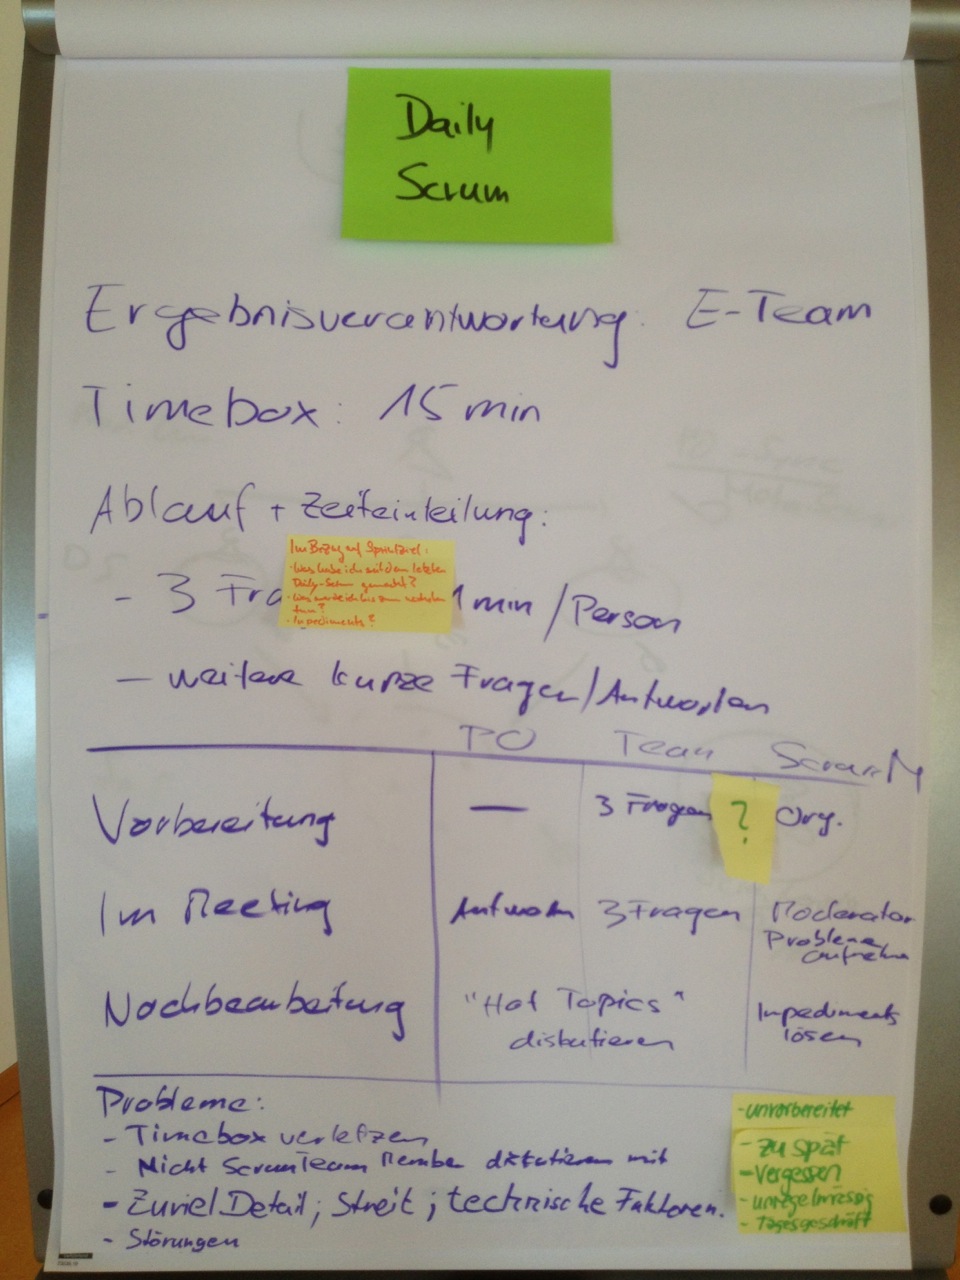 Daily
Scrum
Ergebnisverantwortung: E-Team
Timebox: 15 min
Ablauf + Zeiteinteilung:
Im Bezug auf Sprintziel:
- Was habe ich seit dem letzten
Daily-Scrum gemacht?
- Was werde ich bis zum nächsten
tun?
- Impediments?
- 3 Fra 1 min / Person
- weitere kurze Fragen/Antworten
PO Team ScrumM
Vorbereitung — 3 Fragen ? Org.
Im Meeting Antworten 3 Fragen Moderator
Probleme
aufnehmen
Nachbearbeitung "Hot Topics" Impediments
diskutieren lösen
Probleme:
- Timebox verletzen
- Nicht ScrumTeam Member diskutieren mit
- Zuviel Detail; Streit; technische Faktoren.
- Störungen
- unvorbereitet
- zu spät
- Vergessen
- unregelmässig
- Tagesgeschäft